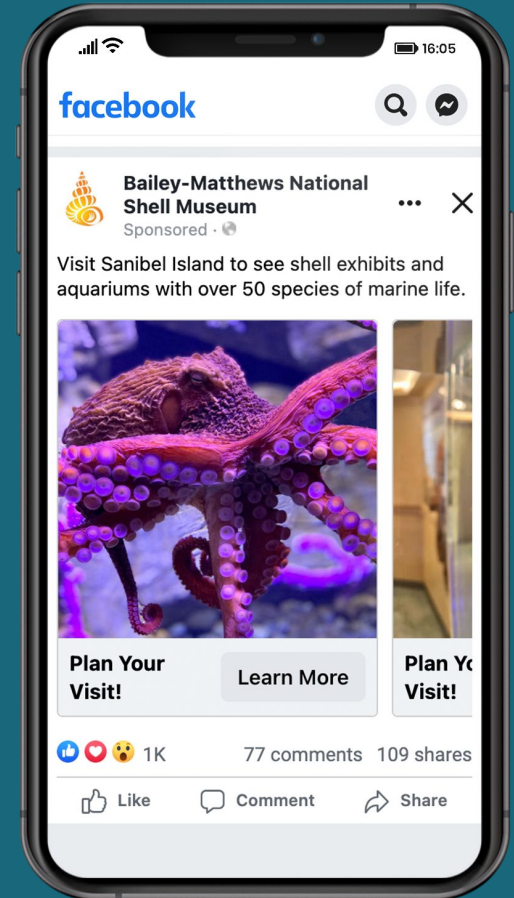 16:05
facebook
Bailey-Matthews National
Shell Museum
Sponsored ·
Visit Sanibel Island to see shell exhibits and
aquariums with over 50 species of marine life.
Plan Your
Visit!
Learn More
Visit!
1K
77 comments
109 shares
Like
Comment
Share